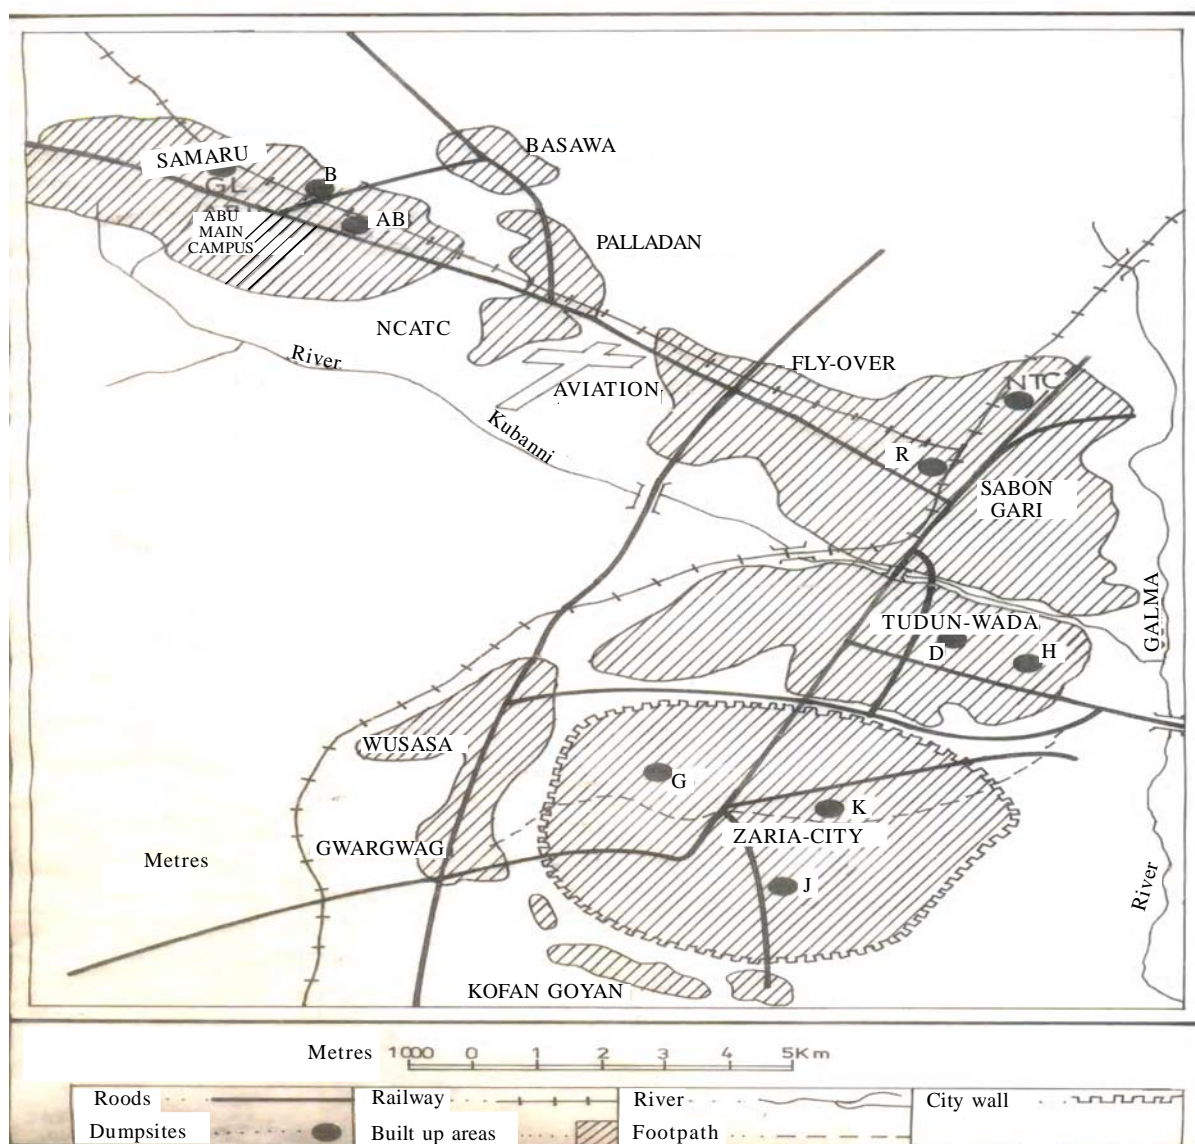 BASAWA
SAMARU
B
GL
ABU
MAIN
CAMPUS
AB
PALLADAN
NCATC
River
AVIATION
FLY-OVER
Kubanni
NTC
R
SABON
GARI
GALMA
TUDUN-WADA
D
H
WUSASA
G
K
ZARIA-CITY
GWARGWAG
Metres
J
River
KOFAN GOYAN
Metres 1000 0 1 2 3 4 5Km
Roods
Railway
River
City wall
Dumpsites
Built up areas
Footpath